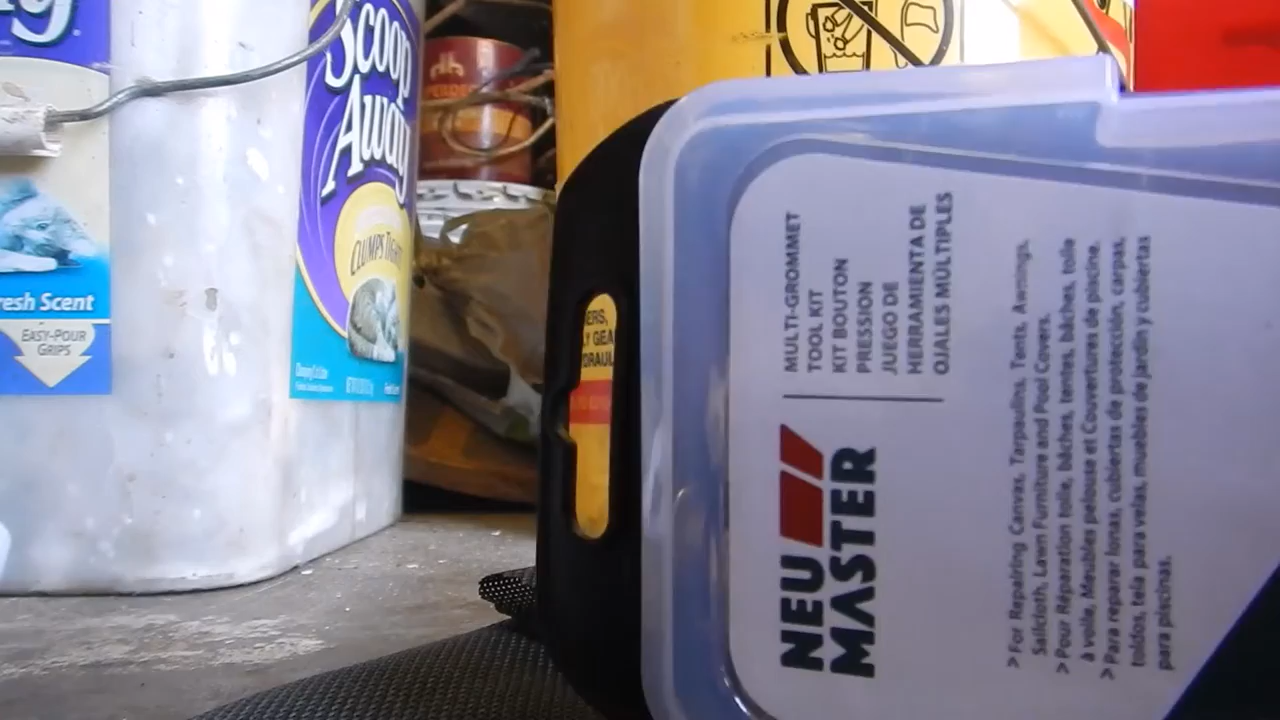 Scoop
Away
CLUMPS TIGHT
resh Scent
EASY-POUR
GRIPS
ERS,
Y GEA
DRAUL
NEU
MASTER
MULTI-GROMMET
TOOL KIT
KIT BOUTON
PRESSION
JUEGO DE
HERRAMIENTA DE
OJALES MÚLTIPLES
> For Repairing Canvas, Tarpaulins, Tents, Awnings,
Sailcloth, Lawn Furniture and Pool Covers.
> Pour Réparation toile, bâches, tentes, bâches, toile
à voile, Meubles pelouse et Couvertures de piscine.
> Para reparar lonas, cubiertas de protección, carpas,
toldos, tela para velas, muebles de jardín y cubiertas
para piscinas.